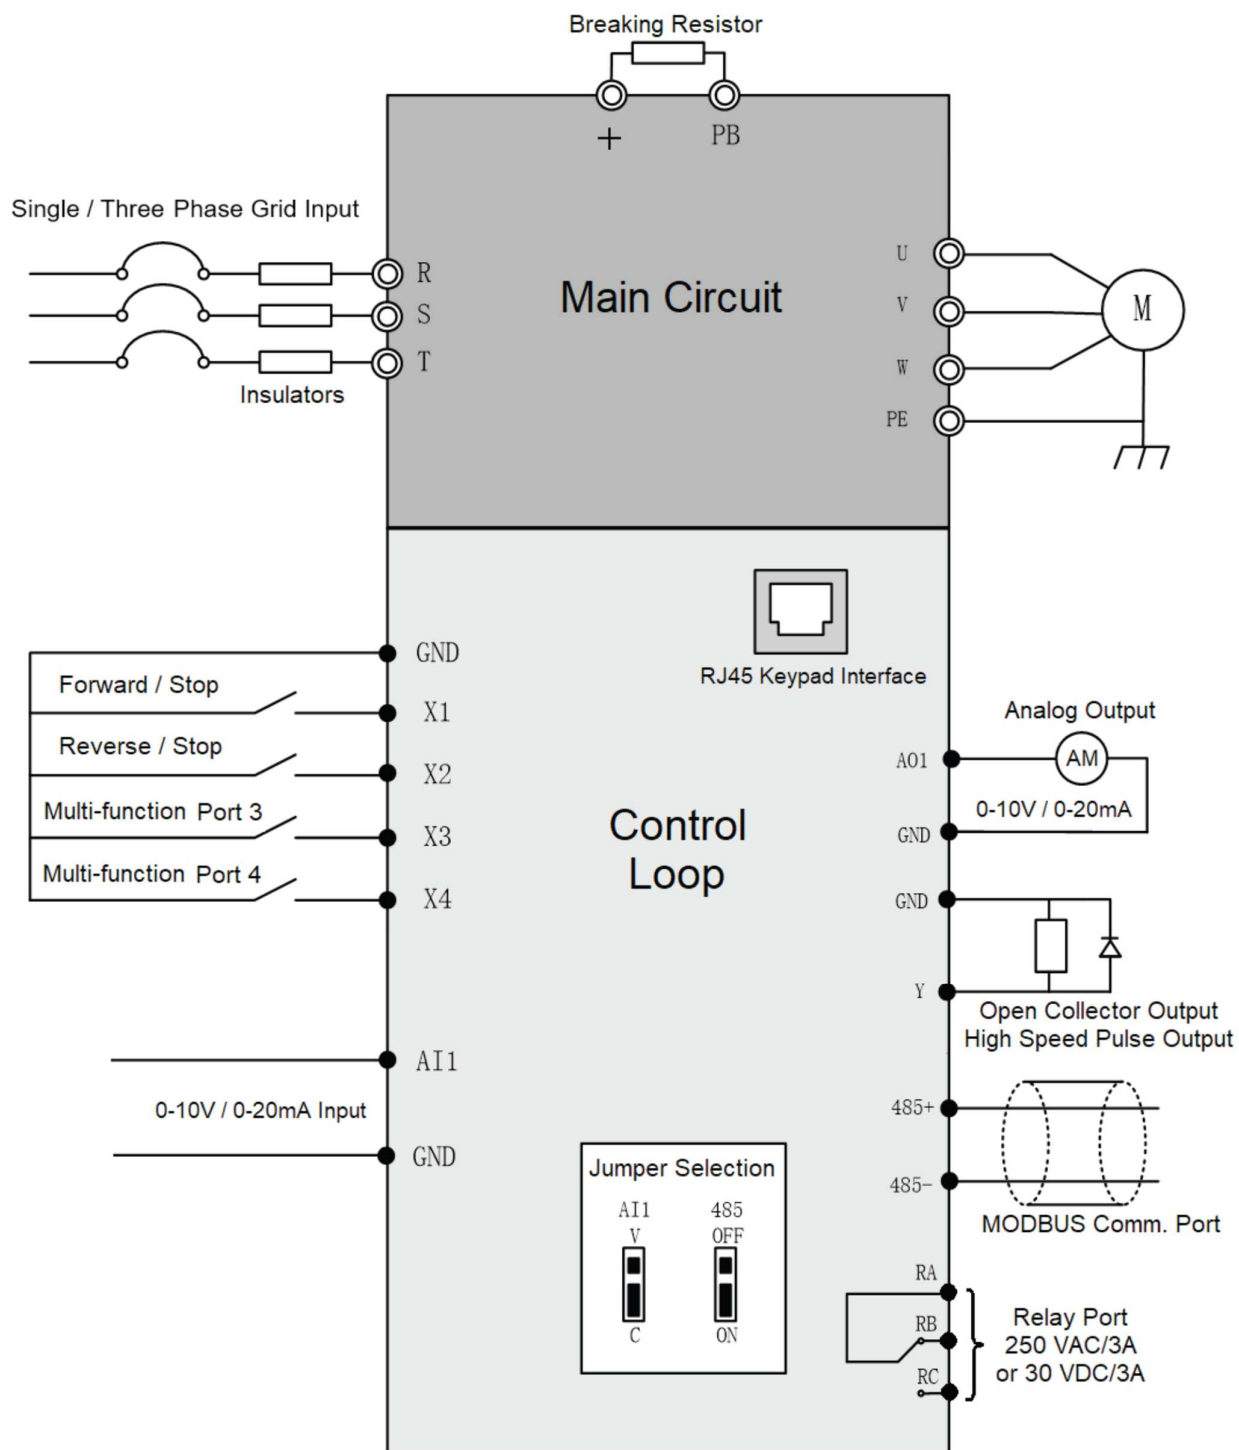 Breaking Resistor
+ PB
Single / Three Phase Grid Input
R
S
T
Insulators
Main Circuit
U
V
W
PE
M
RJ45 Keypad Interface
GND
Forward / Stop
X1
Reverse / Stop
X2
Multi-function Port 3
X3
Multi-function Port 4
X4
Control
Loop
Analog Output
AO1
AM
0-10V / 0-20mA
GND
GND
Y
Open Collector Output
High Speed Pulse Output
AI1
0-10V / 0-20mA Input
GND
485+
485-
MODBUS Comm. Port
Jumper Selection
AI1 485
V OFF
C ON
RA
RB
RC
Relay Port
250 VAC/3A
or 30 VDC/3A